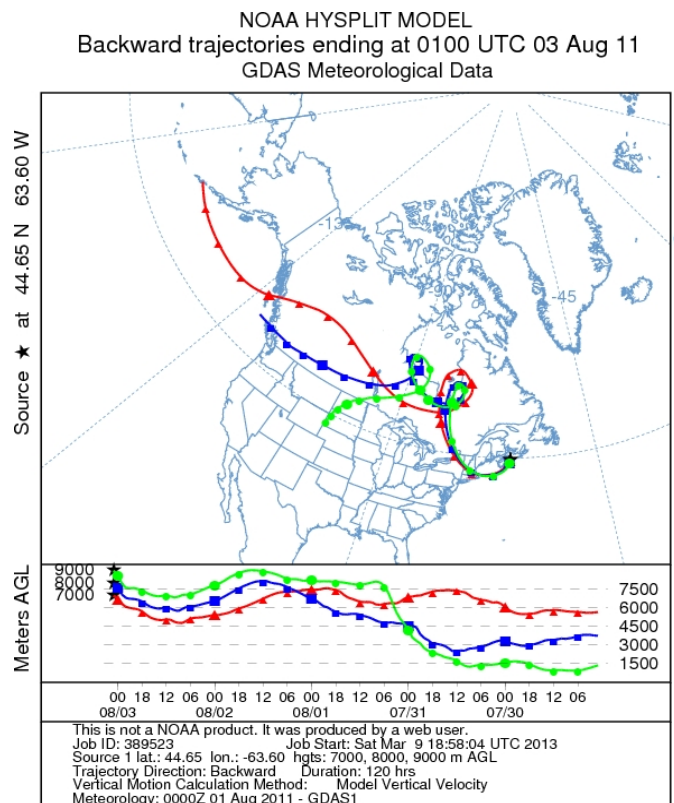 NOAA HYSPLIT MODEL
Backward trajectories ending at 0100 UTC 03 Aug 11
GDAS Meteorological Data
Source ★ at 44.65 N 63.60 W
-45
Meters AGL
9000
8000
7000
7500
6000
4500
3000
1500
00 18 12 06 00 18 12 06 00 18 12 06 00 18 12 06 00 18 12 06
08/03 08/02 08/01 07/31 07/30
This is not a NOAA product. It was produced by a web user.
Job ID: 389523 Job Start: Sat Mar 9 18:58:04 UTC 2013
Source 1 lat.: 44.65 lon.: -63.60 hgts: 7000, 8000, 9000 m AGL
Trajectory Direction: Backward Duration: 120 hrs
Vertical Motion Calculation Method: Model Vertical Velocity
Meteorology: 0000Z 01 Aug 2011 - GDAS1